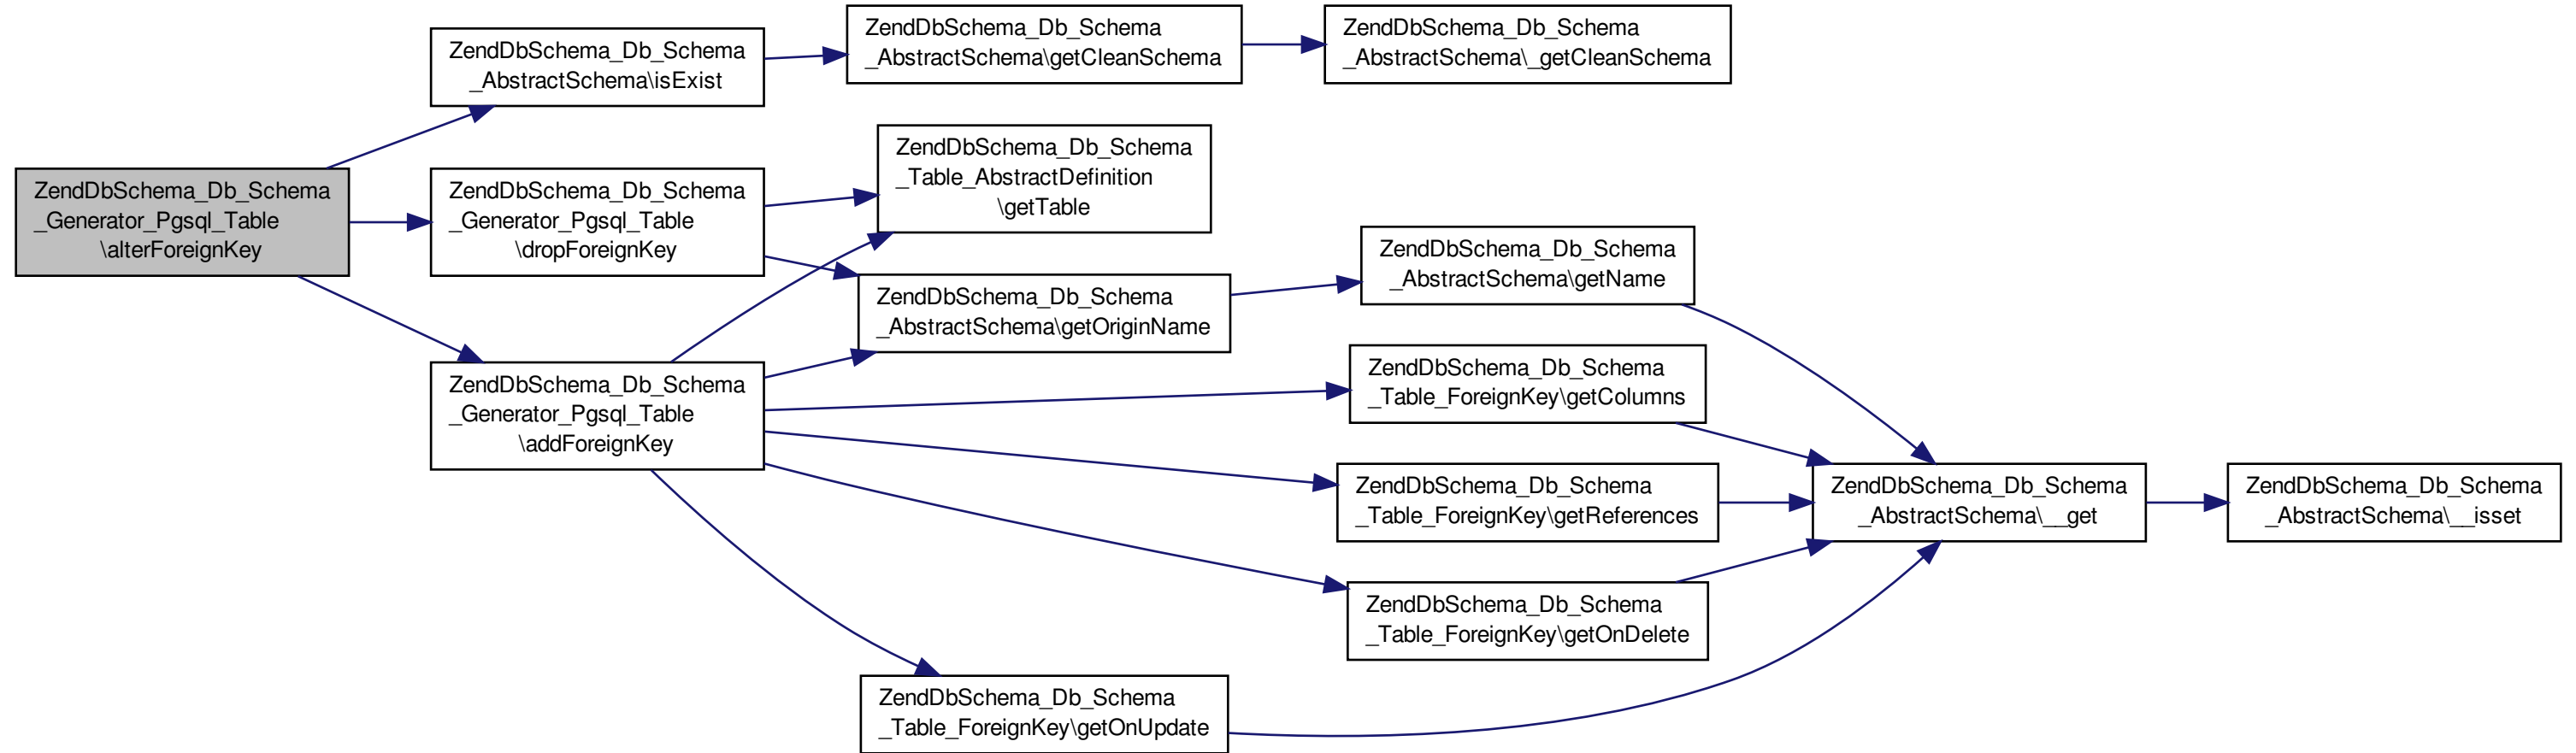 ZendDbSchema_Db_Schema
_Generator_Pgsql_Table
\alterForeignKey
ZendDbSchema_Db_Schema
_AbstractSchema\isExist
ZendDbSchema_Db_Schema
_AbstractSchema\getCleanSchema
ZendDbSchema_Db_Schema
_AbstractSchema\_getCleanSchema
ZendDbSchema_Db_Schema
_Generator_Pgsql_Table
\dropForeignKey
ZendDbSchema_Db_Schema
_Table_AbstractDefinition
\getTable
ZendDbSchema_Db_Schema
_AbstractSchema\getOriginName
ZendDbSchema_Db_Schema
_AbstractSchema\getName
ZendDbSchema_Db_Schema
_Generator_Pgsql_Table
\addForeignKey
ZendDbSchema_Db_Schema
_Table_ForeignKey\getColumns
ZendDbSchema_Db_Schema
_Table_ForeignKey\getReferences
ZendDbSchema_Db_Schema
_AbstractSchema\__get
ZendDbSchema_Db_Schema
_AbstractSchema\__isset
ZendDbSchema_Db_Schema
_Table_ForeignKey\getOnDelete
ZendDbSchema_Db_Schema
_Table_ForeignKey\getOnUpdate